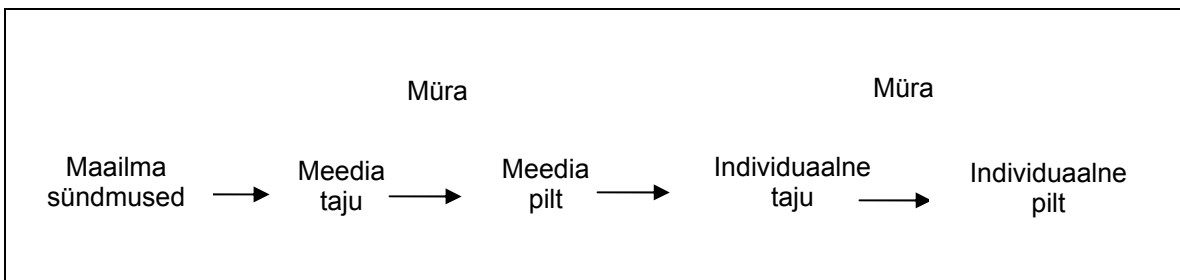 Müra
Müra
Maailma
sündmused
Meedia
taju
Meedia
pilt
Individuaalne
taju
Individuaalne
pilt